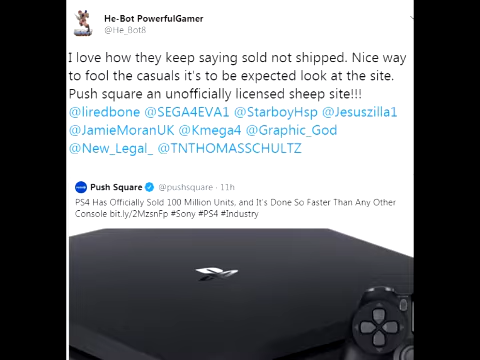 He-Bot PowerfulGamer
@He_Bot8
I love how they keep saying sold not shipped. Nice way
to fool the casuals it's to be expected look at the site.
Push square an unofficially licensed sheep site!!!
@liredbone @SEGA4EVA1 @StarboyHsp @Jesuszilla1
@JamieMoranUK @Kmega4 @Graphic_God
@New_Legal_ @TNTHOMASSCHULTZ
Push Square @pushsquare · 11h
PS4 Has Officially Sold 100 Million Units, and It's Done So Faster Than Any Other
Console bit.ly/2MzsnFp #Sony #PS4 #Industry